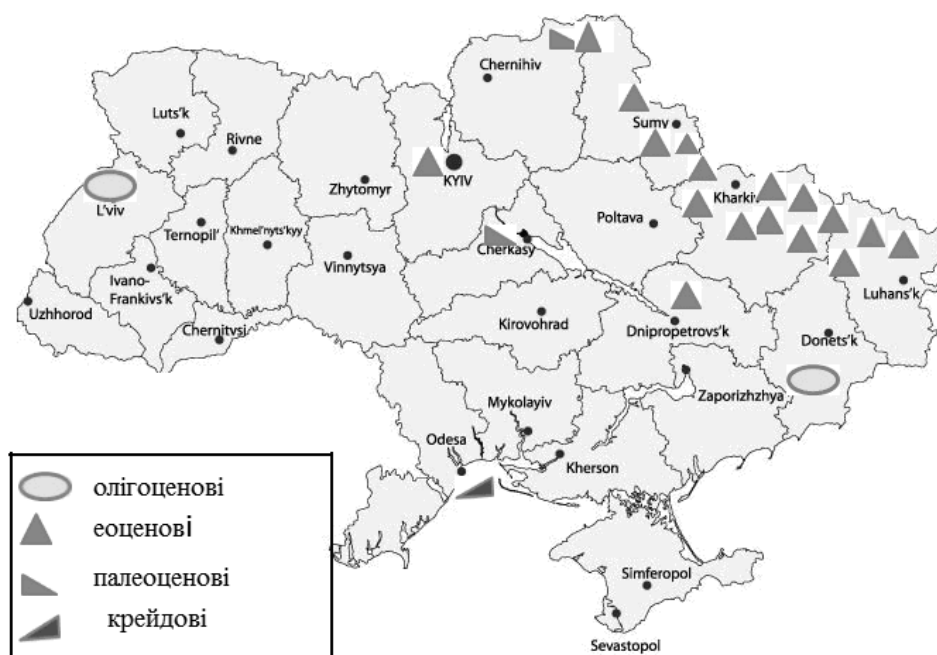 Chernihiv
Luts'k
Sumy
Rivne
KYIV
Zhytomyr
L'viv
Kharkiv
Poltava
Ternopil'
Khmel'nyts'kyy
Cherkasy
Vinnytsya
Ivano-
Frankivs'k
Luhans'k
Uzhhorod
Chernitvsi
Kirovohrad
Dnipropetrovs'k
Donets'k
Zaporizhzhya
Mykolayiv
Odesa
Kherson
Simferopol
Sevastopol
олігоценові
еоценові
палеоценові
крейдові